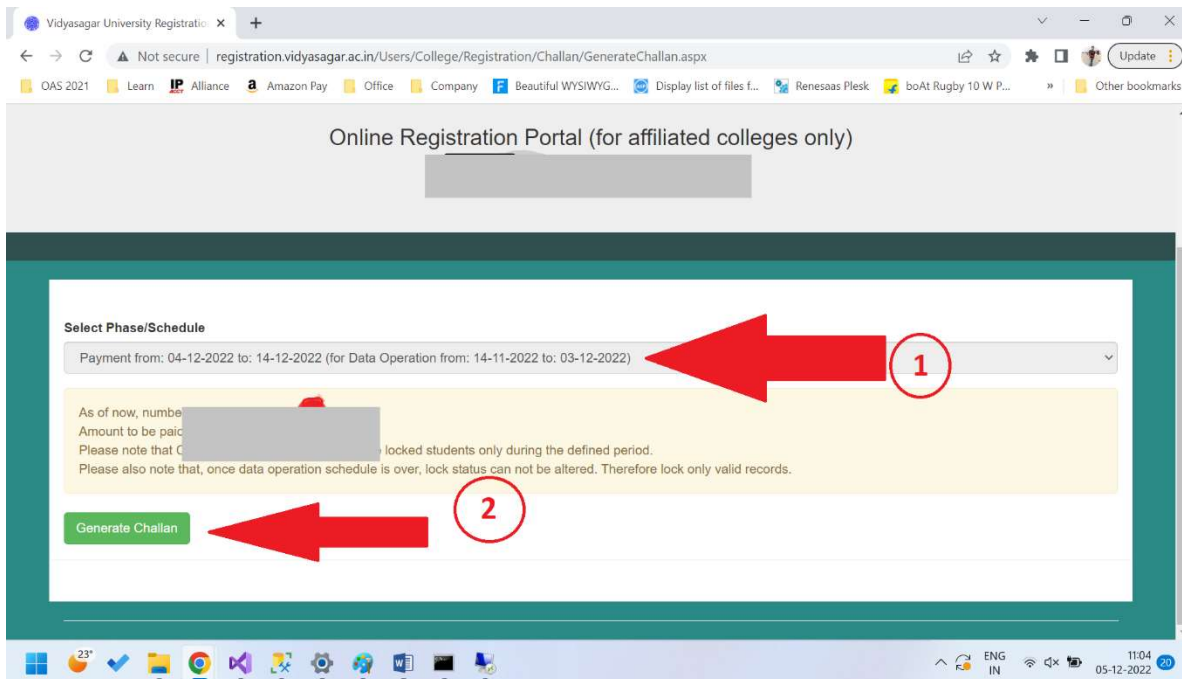 Vidyasagar University Registratio
Not secure | registration.vidyasagar.ac.in/Users/College/Registration/Challan/GenerateChallan.aspx
Update
OAS 2021 Learn Alliance Amazon Pay Office Company Beautiful WYSIWYG... Display list of files f... Renesaas Plesk boAt Rugby 10 W P... » Other bookmarks
Online Registration Portal (for affiliated colleges only)
Select Phase/Schedule
Payment from: 04-12-2022 to: 14-12-2022 (for Data Operation from: 14-11-2022 to: 03-12-2022)
1
As of now, numbe
Amount to be paid
Please note that C locked students only during the defined period.
Please also note that, once data operation schedule is over, lock status can not be altered. Therefore lock only valid records.
2
Generate Challan
23°
ENG
IN
11:04
05-12-2022
20